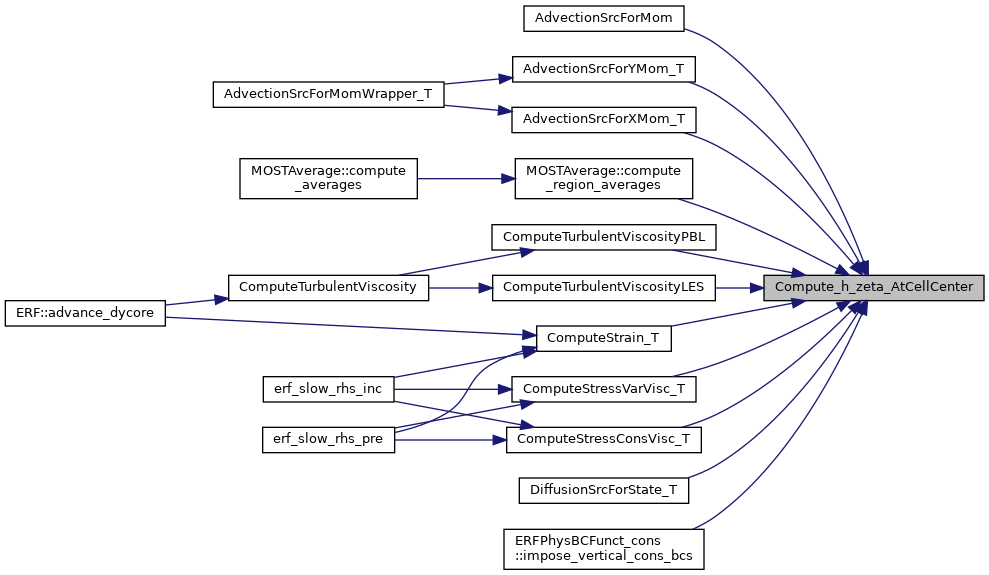 AdvectionSrcForMom
AdvectionSrcForYMom_T
AdvectionSrcForMomWrapper_T
AdvectionSrcForXMom_T
MOSTAverage::compute
_averages
MOSTAverage::compute
_region_averages
ComputeTurbulentViscosityPBL
ComputeTurbulentViscosity
ComputeTurbulentViscosityLES
Compute_h_zeta_AtCellCenter
ERF::advance_dycore
ComputeStrain_T
erf_slow_rhs_inc
ComputeStressVarVisc_T
erf_slow_rhs_pre
ComputeStressConsVisc_T
DiffusionSrcForState_T
ERFPhysBCFunct_cons
::impose_vertical_cons_bcs